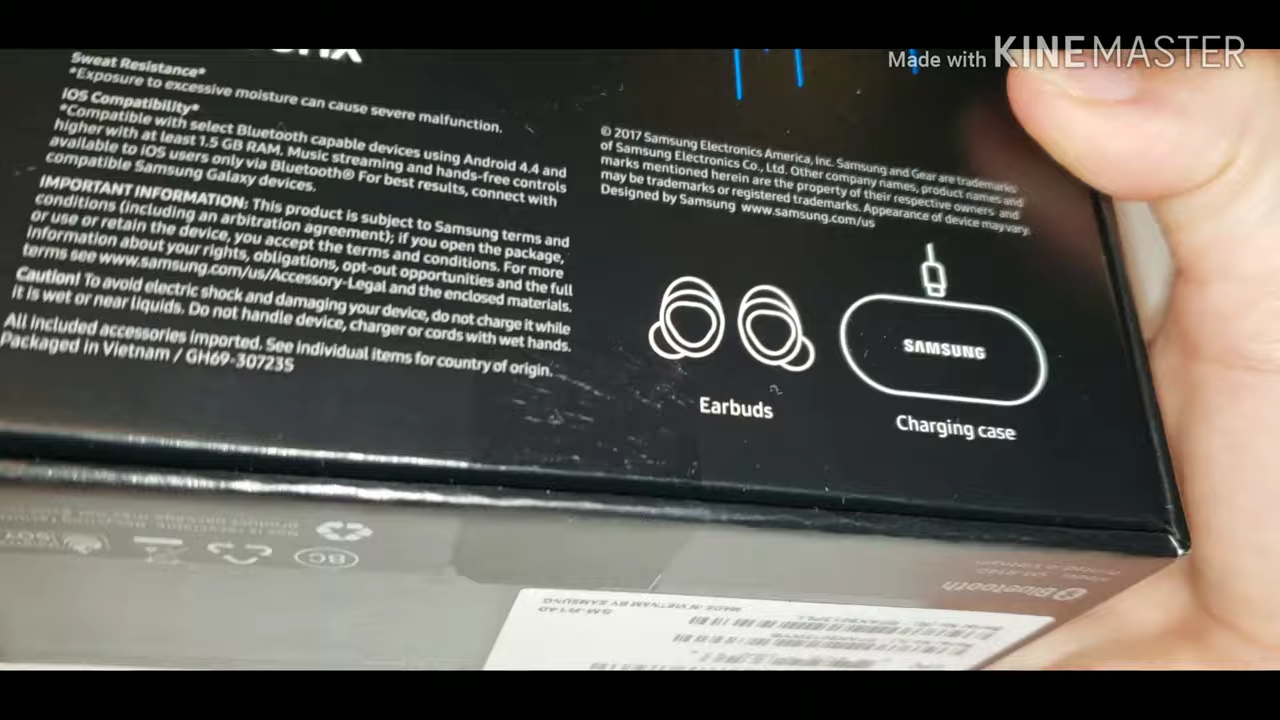 Made with KINEMASTER
Sweat Resistance*
*Exposure to excessive moisture can cause severe malfunction.
iOS Compatibility*
*Compatible with select Bluetooth capable devices using Android 4.4 and
higher with at least 1.5 GB RAM. Music streaming and hands-free controls
available to iOS users only via Bluetooth® For best results, connect with
compatible Samsung Galaxy devices.
IMPORTANT INFORMATION: This product is subject to Samsung terms and
conditions (including an arbitration agreement); if you open the package,
or use or retain the device, you accept the terms and conditions. For more
information about your rights, obligations, opt-out opportunities and the full
terms see www.samsung.com/us/Accessory-Legal and the enclosed materials.
Caution! To avoid electric shock and damaging your device, do not charge it while
it is wet or near liquids. Do not handle device, charger or cords with wet hands.
All included accessories imported. See individual items for country of origin.
Packaged in Vietnam / GH69-30723S
© 2017 Samsung Electronics America, Inc. Samsung and Gear are trademarks
of Samsung Electronics Co., Ltd. Other company names, product names and
marks mentioned herein are the property of their respective owners and
may be trademarks or registered trademarks. Appearance of device may vary.
Designed by Samsung www.samsung.com/us
SAMSUNG
Earbuds
Charging case
BC
Bluetooth
SM-R140 MADE IN VIETNAM BY SAMSUNG